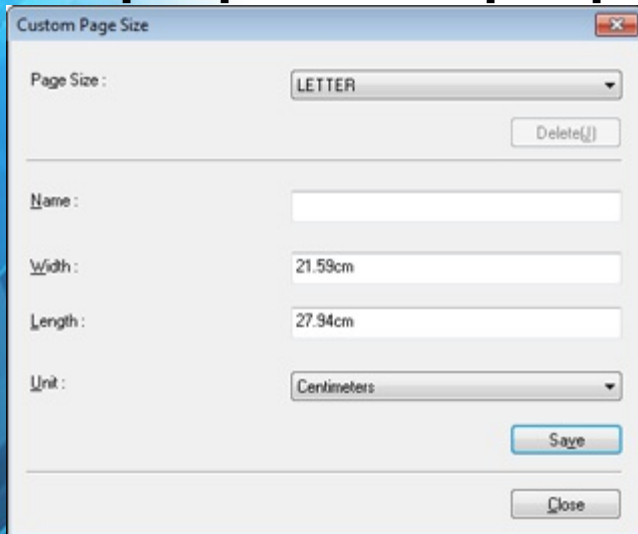 Custom Page Size
Page Size :
LETTER
Delete(J)
Name :
Width :
21.59cm
Length :
27.94cm
Unit :
Centimeters
Save
Close